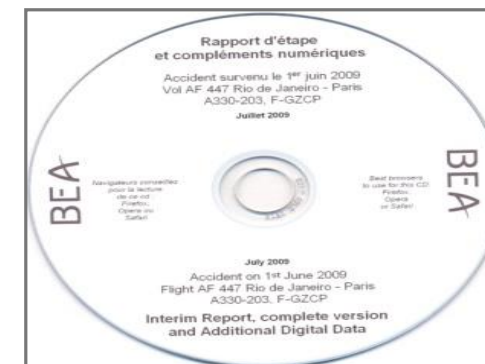 Rapport d'étape
et compléments numériques
Accident survenu le 1er juin 2009
Vol AF 447 Rio de Janeiro - Paris
A330-203, F-GZCP
Juillet 2009
BEA
Navigateurs conseillés
pour la lecture
de ce cd :
Firefox,
Opera ou
Safari
Best browsers
to use for this CD
Firefox,
Opera
or Safari
BEA
July 2009
Accident on 1st June 2009
Flight AF 447 Rio de Janeiro - Paris
A330-203, F-GZCP
Interim Report, complete version
and Additional Digital Data